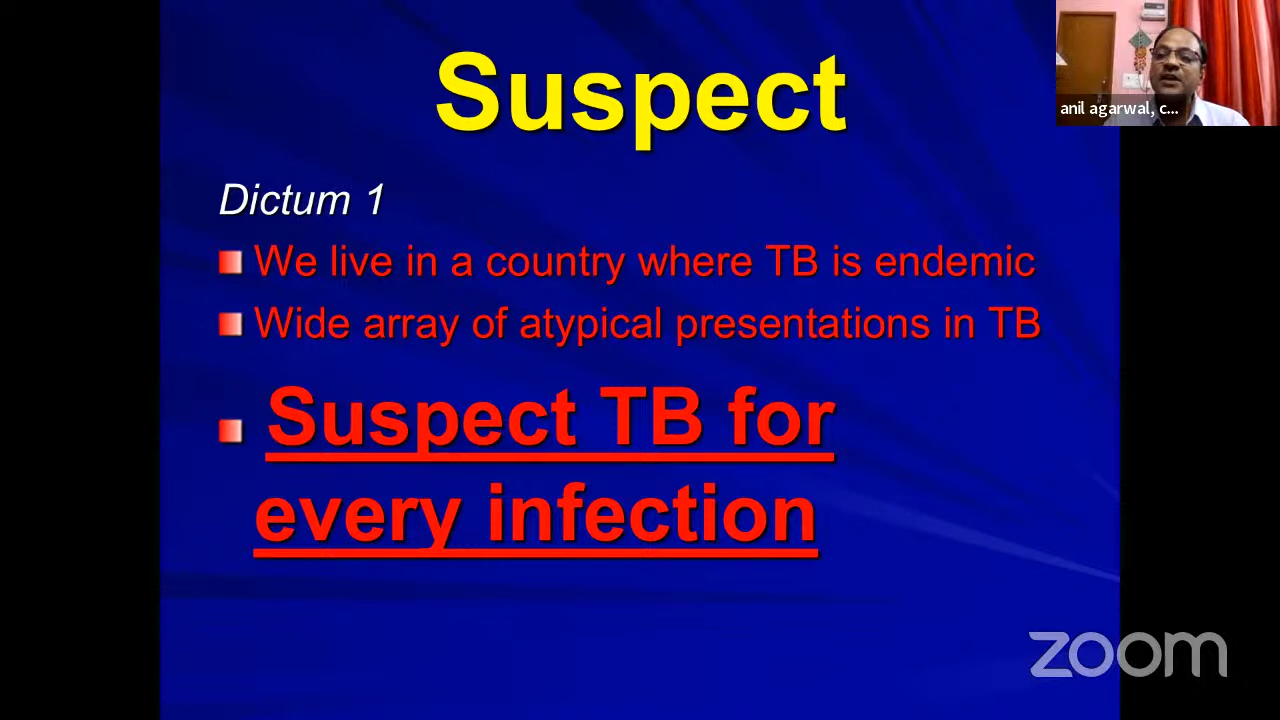 Suspect
anil agarwal, c...
Dictum 1
We live in a country where TB is endemic
Wide array of atypical presentations in TB
Suspect TB for
every infection
zoom